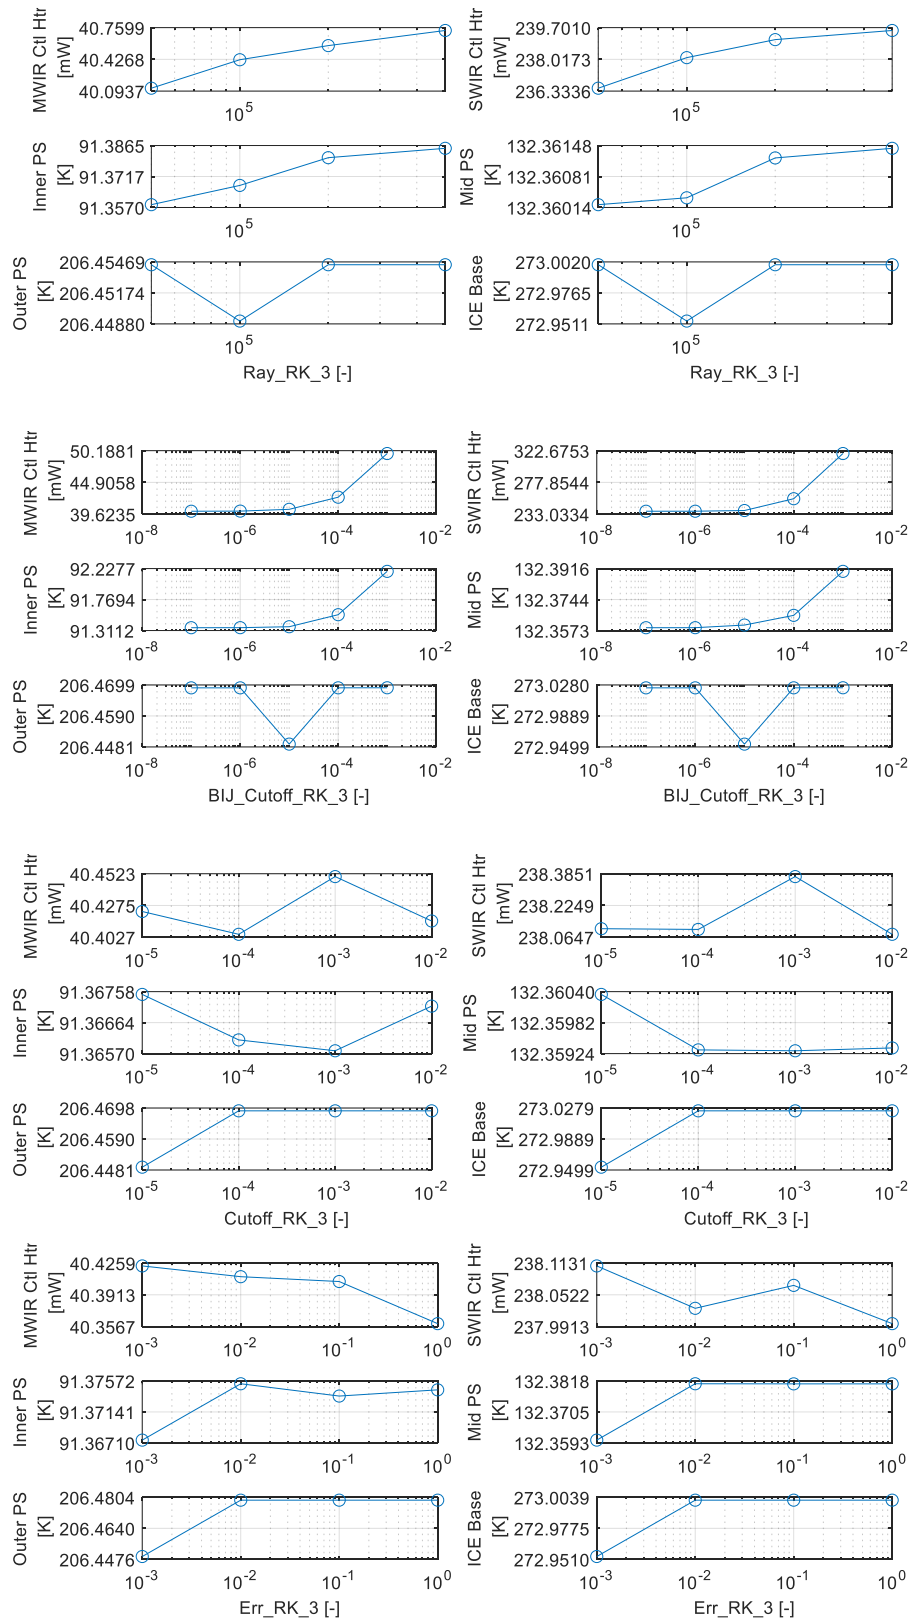 MWIR Ctl Htr
[mW]
40.7599
40.4268
40.0937
10^5
SWIR Ctl Htr
[mW]
239.7010
238.0173
236.3336
10^5
Inner PS
[K]
91.3865
91.3717
91.3570
10^5
Mid PS
[K]
132.36148
132.36081
132.36014
10^5
Outer PS
[K]
206.45469
206.45174
206.44880
10^5
Ray_RK_3 [-]
ICE Base
[K]
273.0020
272.9765
272.9511
10^5
Ray_RK_3 [-]
MWIR Ctl Htr
[mW]
50.1881
44.9058
39.6235
10^-8 10^-6 10^-4 10^-2
SWIR Ctl Htr
[mW]
322.6753
277.8544
233.0334
10^-8 10^-6 10^-4 10^-2
Inner PS
[K]
92.2277
91.7694
91.3112
10^-8 10^-6 10^-4 10^-2
Mid PS
[K]
132.3916
132.3744
132.3573
10^-8 10^-6 10^-4 10^-2
Outer PS
[K]
206.4699
206.4590
206.4481
10^-8 10^-6 10^-4 10^-2
BIJ_Cutoff_RK_3 [-]
ICE Base
[K]
273.0280
272.9889
272.9499
10^-8 10^-6 10^-4 10^-2
BIJ_Cutoff_RK_3 [-]
MWIR Ctl Htr
[mW]
40.4523
40.4275
40.4027
10^-5 10^-4 10^-3 10^-2
SWIR Ctl Htr
[mW]
238.3851
238.2249
238.0647
10^-5 10^-4 10^-3 10^-2
Inner PS
[K]
91.36758
91.36664
91.36570
10^-5 10^-4 10^-3 10^-2
Mid PS
[K]
132.36040
132.35982
132.35924
10^-5 10^-4 10^-3 10^-2
Outer PS
[K]
206.4698
206.4590
206.4481
10^-5 10^-4 10^-3 10^-2
Cutoff_RK_3 [-]
ICE Base
[K]
273.0279
272.9889
272.9499
10^-5 10^-4 10^-3 10^-2
Cutoff_RK_3 [-]
MWIR Ctl Htr
[mW]
40.4259
40.3913
40.3567
10^-3 10^-2 10^-1 10^0
SWIR Ctl Htr
[mW]
238.1131
238.0522
237.9913
10^-3 10^-2 10^-1 10^0
Inner PS
[K]
91.37572
91.37141
91.36710
10^-3 10^-2 10^-1 10^0
Mid PS
[K]
132.3818
132.3705
132.3593
10^-3 10^-2 10^-1 10^0
Outer PS
[K]
206.4804
206.4640
206.4476
10^-3 10^-2 10^-1 10^0
Err_RK_3 [-]
ICE Base
[K]
273.0039
272.9775
272.9510
10^-3 10^-2 10^-1 10^0
Err_RK_3 [-]